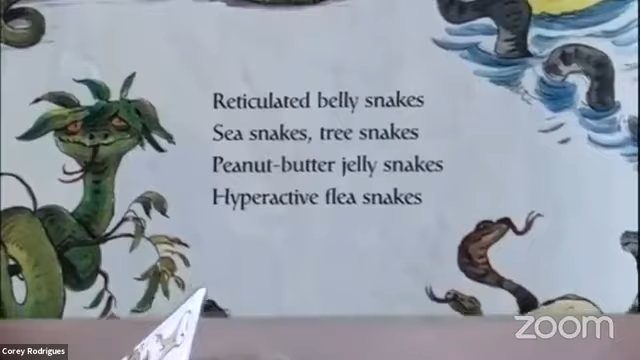 Reticulated belly snakes
Sea snakes, tree snakes
Peanut-butter jelly snakes
Hyperactive flea snakes
zoom
Corey Rodrigues